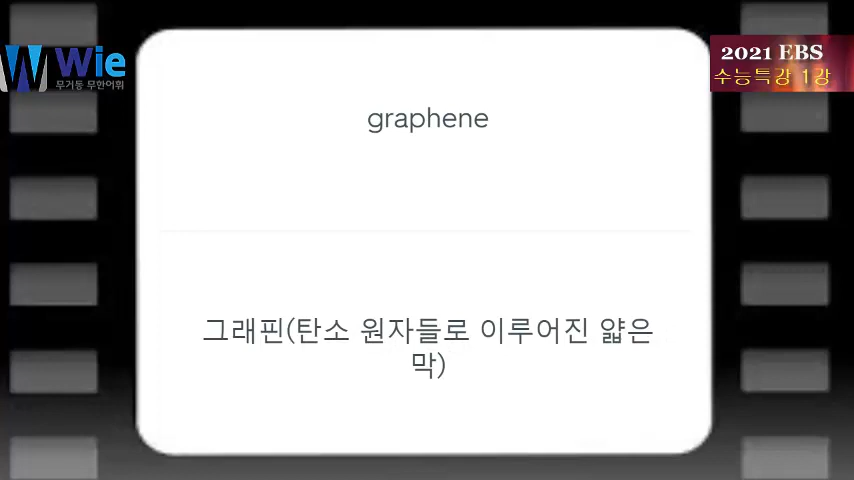 Wie
무거동 무한어휘
2021 EBS
수능특강 1강
graphene
그래핀(탄소 원자들로 이루어진 얇은
막)